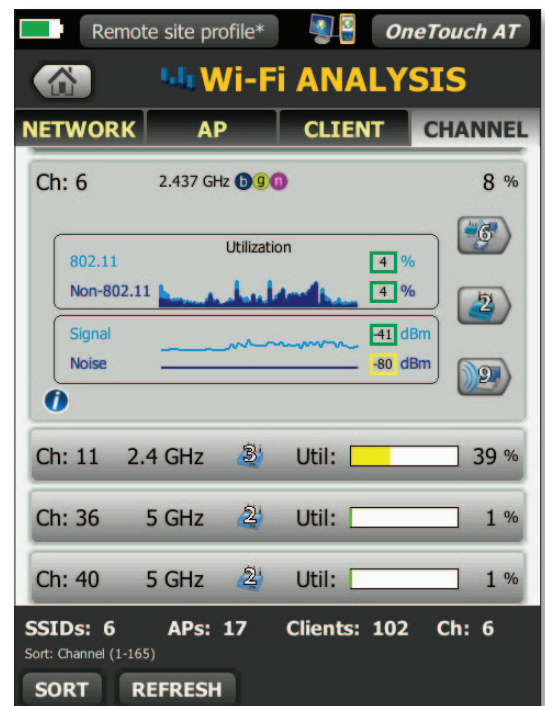 Remote site profile* OneTouch AT
Wi-Fi ANALYSIS
NETWORK AP CLIENT CHANNEL
Ch: 6 2.437 GHz b g n 8 %
Utilization
802.11 4 %
Non-802.11 4 %
6
2
Signal -41 dBm
Noise -80 dBm
9
i
Ch: 11 2.4 GHz 3 Util: 39 %
Ch: 36 5 GHz 2 Util: 1 %
Ch: 40 5 GHz 2 Util: 1 %
SSIDs: 6 APs: 17 Clients: 102 Ch: 6
Sort: Channel (1-165)
SORT REFRESH